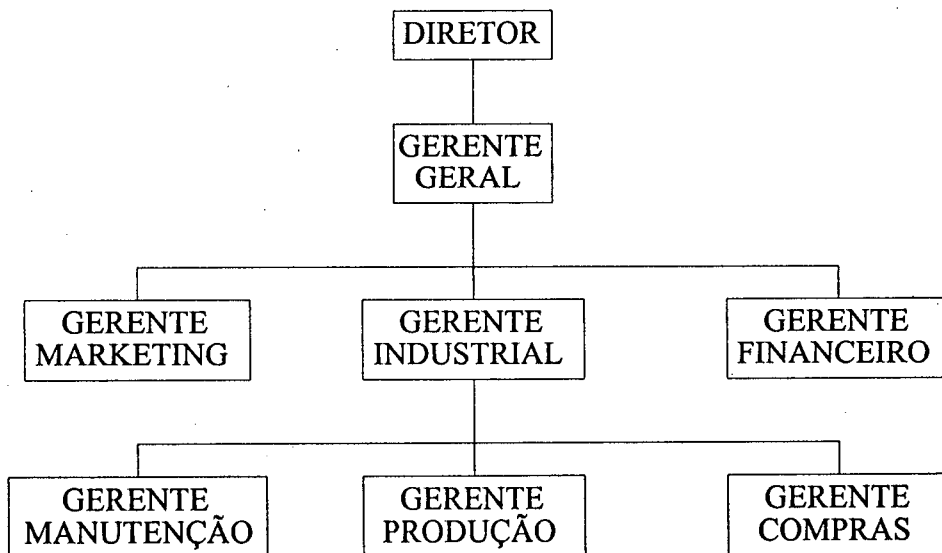 DIRETOR
GERENTE
GERAL
GERENTE
MARKETING
GERENTE
INDUSTRIAL
GERENTE
FINANCEIRO
GERENTE
MANUTENÇÃO
GERENTE
PRODUÇÃO
GERENTE
COMPRAS